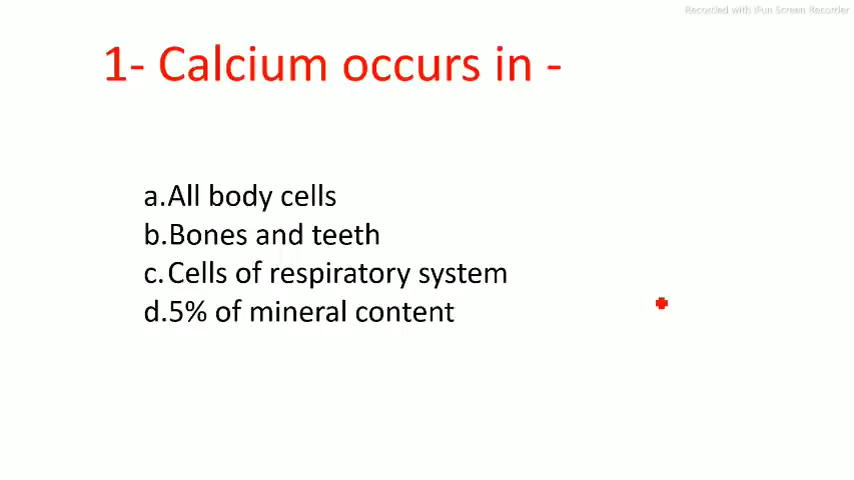 Recorded with iFun Screen Recorder
1- Calcium occurs in -
a.All body cells
b.Bones and teeth
c.Cells of respiratory system
d.5% of mineral content